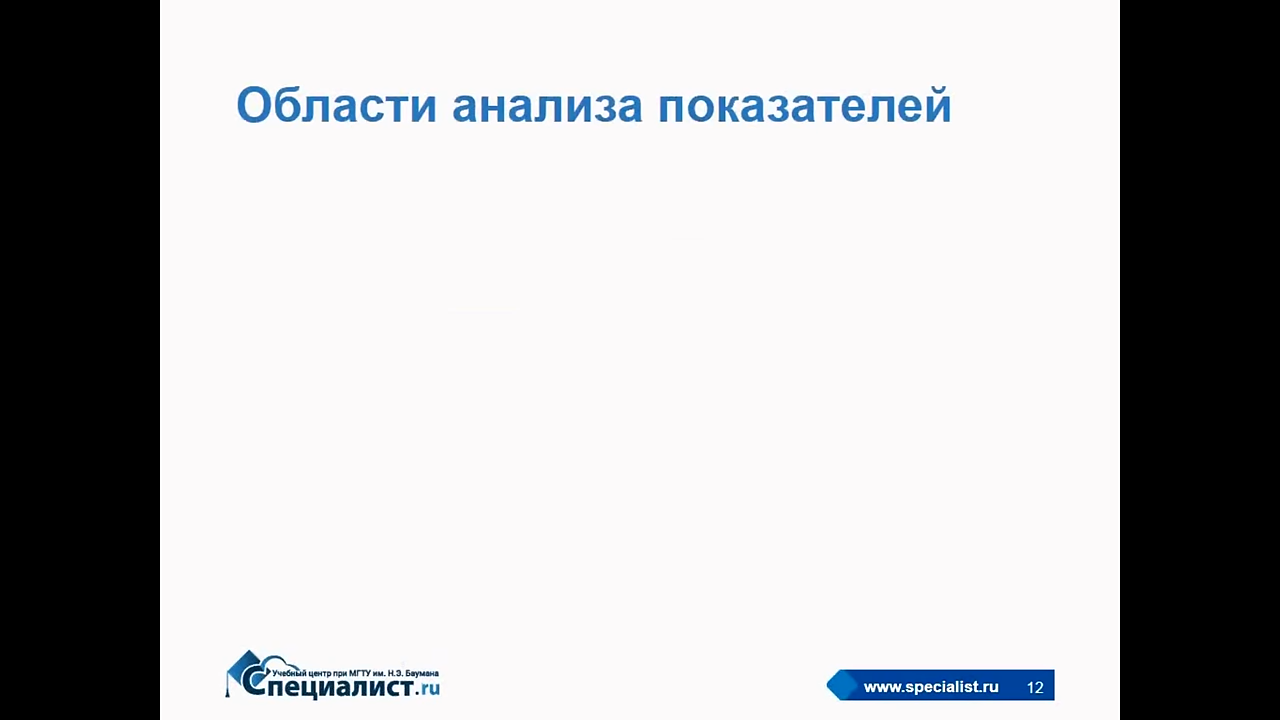 Области анализа показателей
Учебный центр при МГТУ им. Н.Э. Баумана
Специалист.ru
www.specialist.ru 12